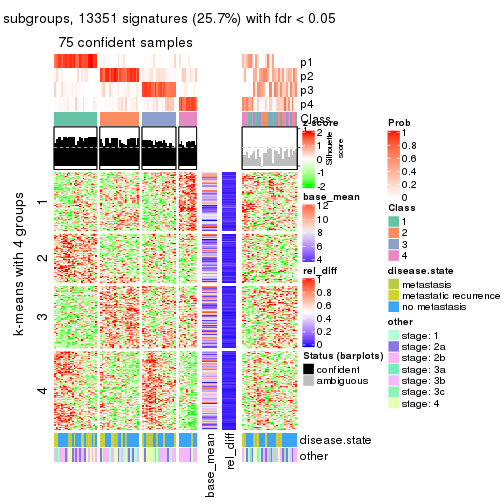 subgroups, 13351 signatures (25.7%) with fdr < 0.05
75 confident samples
p1
p2
p3
p4
Class
z-score
2
1
0
-1
-2
1
Silhouette
score
base_mean
12
10
8
6
4
rel_diff
1
0.8
0.6
0.4
0.2
0
Status (barplots)
confident
ambiguous
Prob
1
0.8
0.6
0.4
0.2
0
Class
1
2
3
4
disease.state
metastasis
metastatic recurrence
no metastasis
other
stage: 1
stage: 2a
stage: 2b
stage: 3a
stage: 3b
stage: 3c
stage: 4
k-means with 4 groups
1
2
3
4
disease.state
other
base_mean
rel_diff